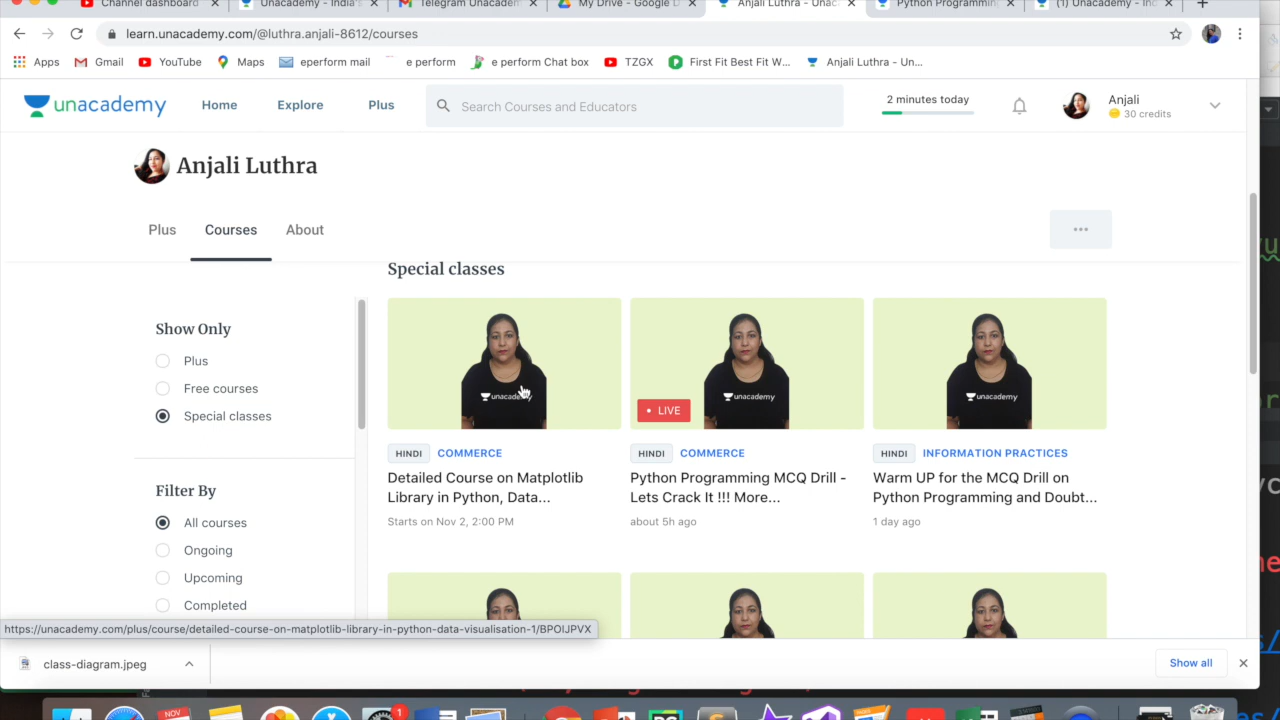 Channel dashboard
Unacademy - India's
Telegram Unacadem
My Drive - Google D
Anjali Luthra - Unac
Python Programming
(1) Unacademy - Ind
learn.unacademy.com/@luthra.anjali-8612/courses
Apps
Gmail
YouTube
Maps
eperform mail
e perform
e perform Chat box
TZGX
First Fit Best Fit W...
Anjali Luthra - Un...
unacademy
Home
Explore
Plus
Search Courses and Educators
2 minutes today
Anjali
30 credits
Anjali Luthra
Plus
Courses
About
Special classes
Show Only
Plus
Free courses
Special classes
Filter By
All courses
Ongoing
Upcoming
Completed
unacademy
HINDI COMMERCE
Detailed Course on Matplotlib
Library in Python, Data...
Starts on Nov 2, 2:00 PM
unacademy
LIVE
HINDI COMMERCE
Python Programming MCQ Drill -
Lets Crack It !!! More...
about 5h ago
unacademy
HINDI INFORMATION PRACTICES
Warm UP for the MCQ Drill on
Python Programming and Doubt...
1 day ago
https://unacademy.com/plus/course/detailed-course-on-matplotlib-library-in-python-data-visualisation-1/BPOIJPVX
class-diagram.jpeg
Show all
NOV
1